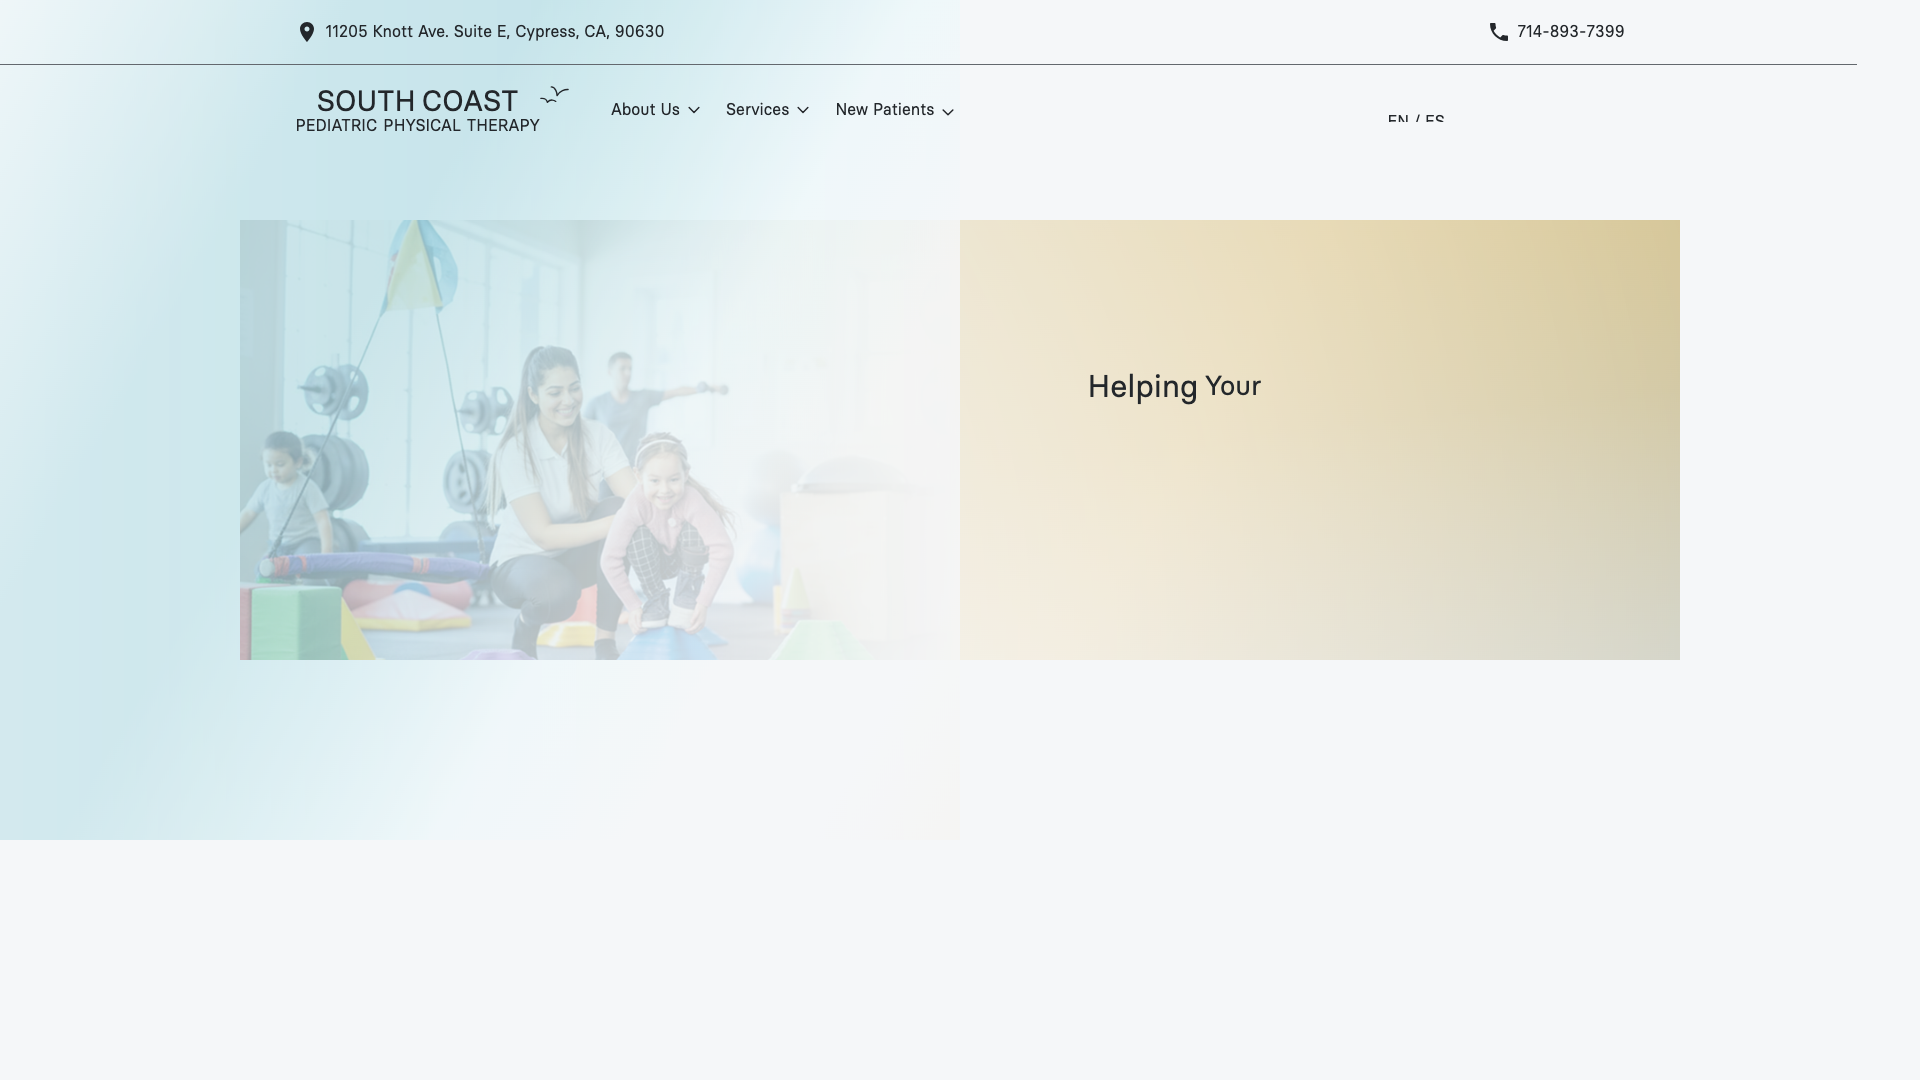 11205 Knott Ave. Suite E, Cypress, CA, 90630
714-893-7399
SOUTH COAST
PEDIATRIC PHYSICAL THERAPY
About Us
Services
New Patients
EN / ES
Helping Your